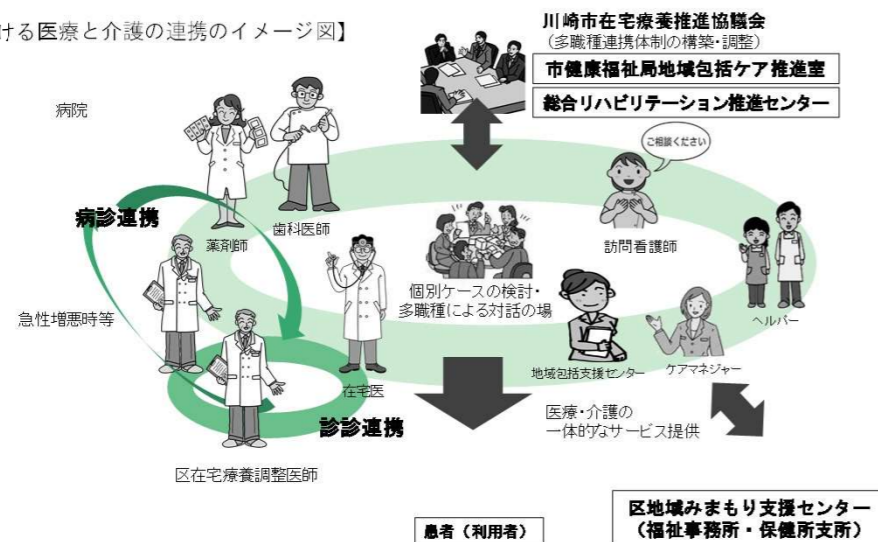 ける医療と介護の連携のイメージ図】
川崎市在宅療養推進協議会
（多職種連携体制の構築・調整）
市健康福祉局地域包括ケア推進室
総合リハビリテーション推進センター
病院
ご相談ください
病診連携
薬剤師
歯科医師
訪問看護師
個別ケースの検討・
多職種による対話の場
急性増悪時等
ヘルパー
在宅医
地域包括支援センター
ケアマネジャー
診診連携
医療・介護の
一体的なサービス提供
区在宅療養調整医師
患者（利用者）
区地域みまもり支援センター
（福祉事務所・保健所支所）